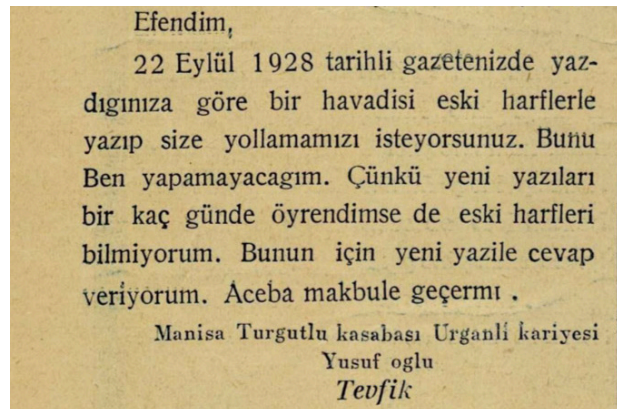 Efendim,
22 Eylül 1928 tarihli gazetenizde yaz-
dıgınıza göre bir havadisi eski harflerle
yazıp size yollamamızı isteyorsunuz. Bunu
Ben yapamayacagım. Çünkü yeni yazıları
bir kaç günde öyrendimse de eski harfleri
bilmiyorum. Bunun için yeni yazile cevap
veriyorum. Aceba makbule geçermı .
Manisa Turgutlu kasabası Urganli kariyesi
Yusuf oglu
Tevfik